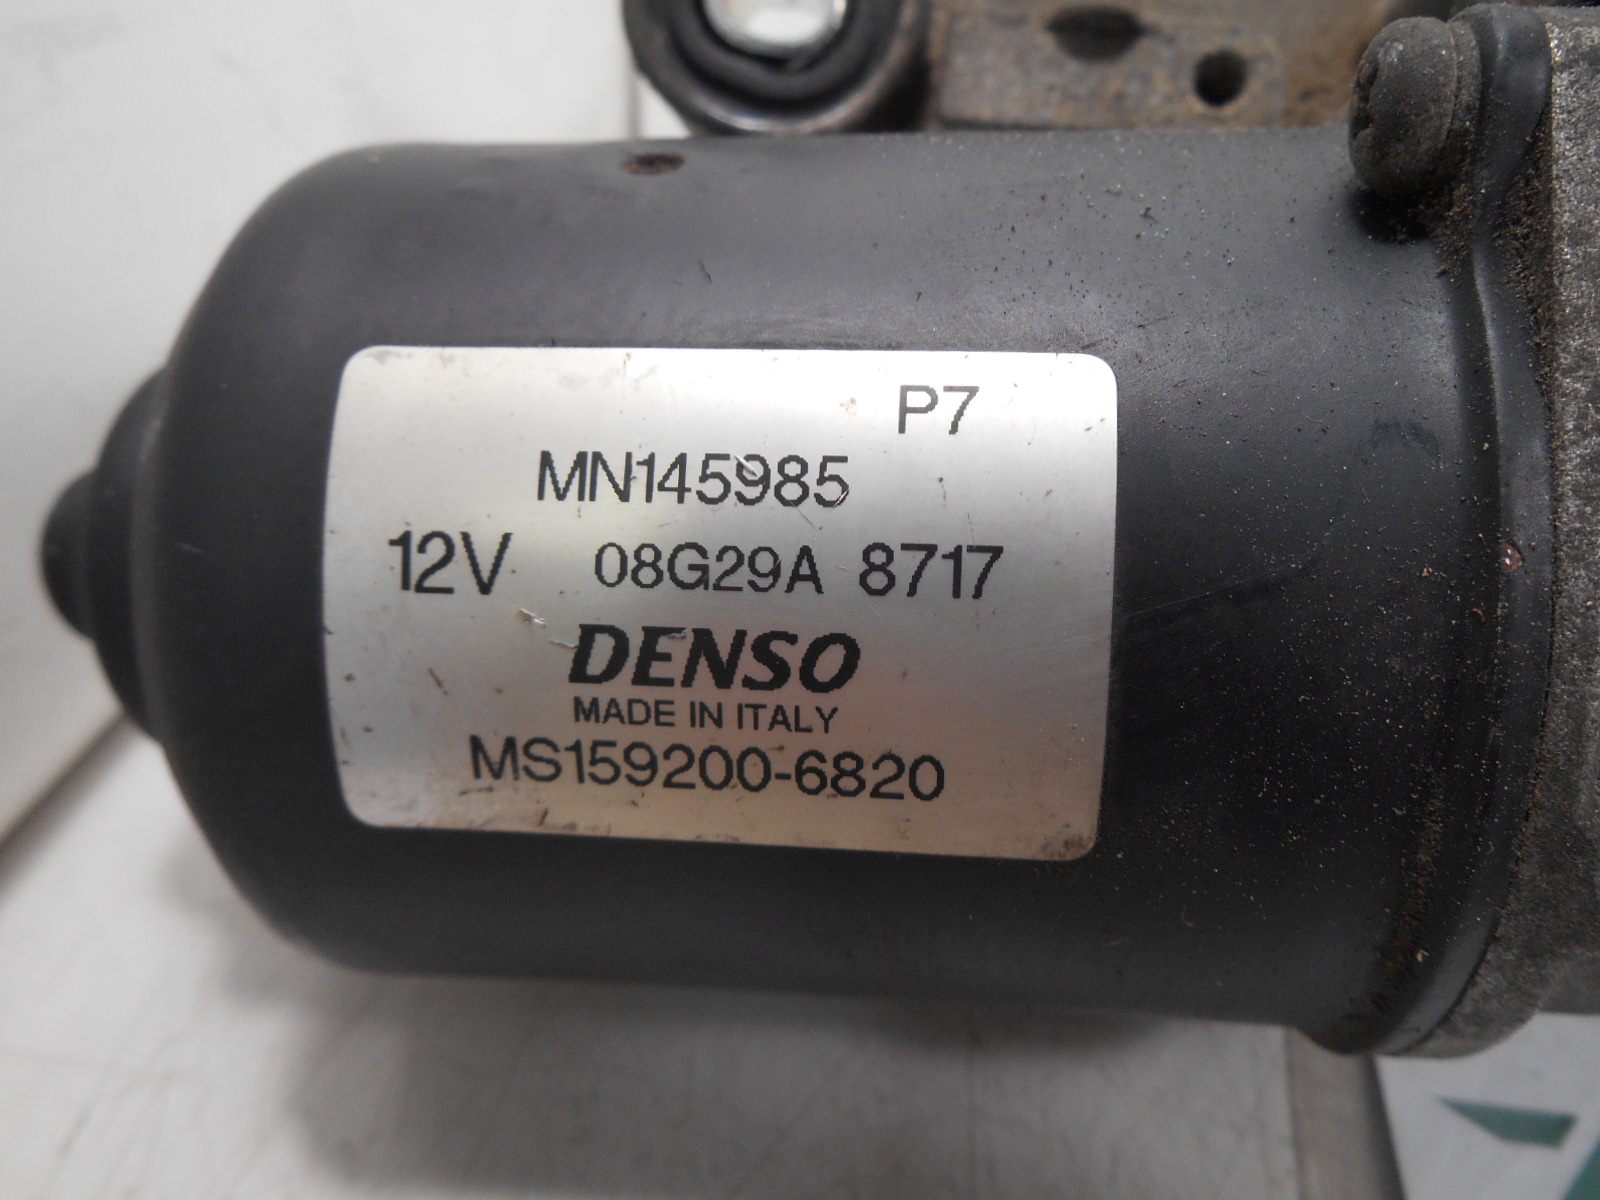 P7
MN145985
12V 08G29A 8717
DENSO
MADE IN ITALY
MS159200-6820